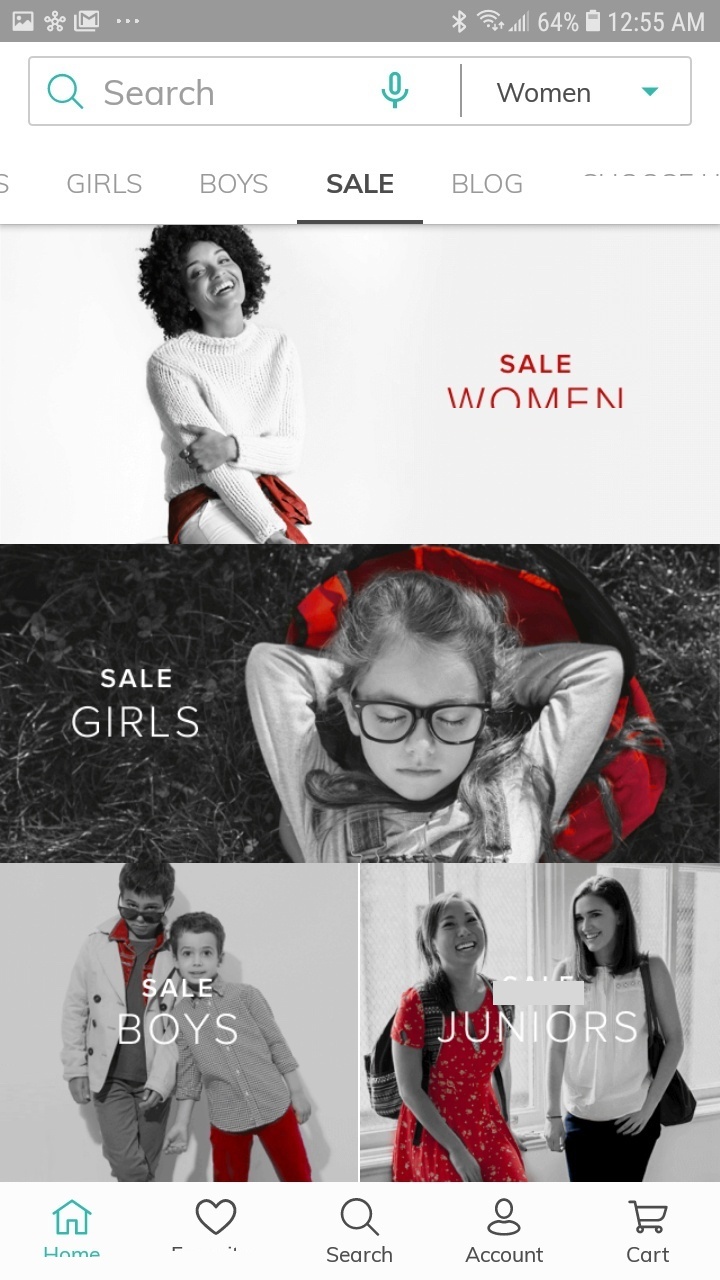 64% 12:55 AM
Search Women
S GIRLS BOYS SALE BLOG
SALE
WOMEN
SALE
GIRLS
SALE
BOYS
JUNIORS
Home Search Account Cart